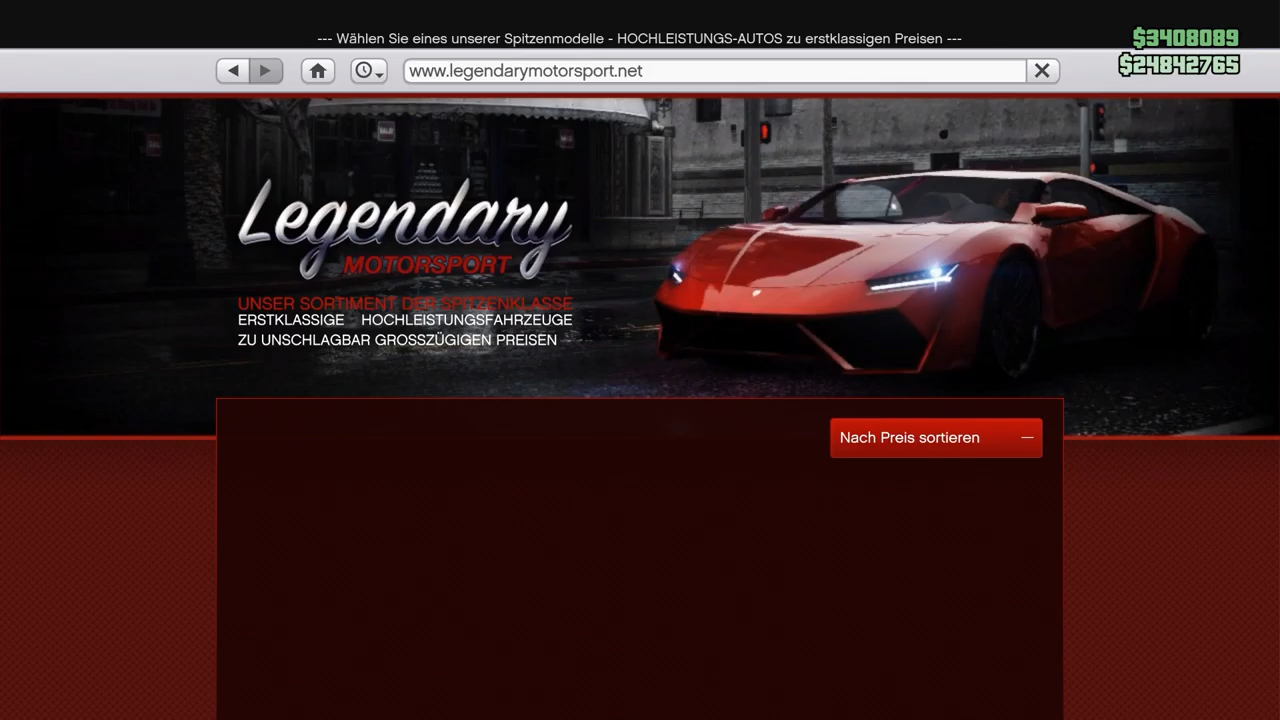 --- Wählen Sie eines unserer Spitzenmodelle - HOCHLEISTUNGS-AUTOS zu erstklassigen Preisen ---
$3408089
$24842765
www.legendarymotorsport.net
Legendary
MOTORSPORT
UNSER SORTIMENT DER SPITZENKLASSE
ERSTKLASSIGE HOCHLEISTUNGSFAHRZEUGE
ZU UNSCHLAGBAR GROSSZÜGIGEN PREISEN
Nach Preis sortieren